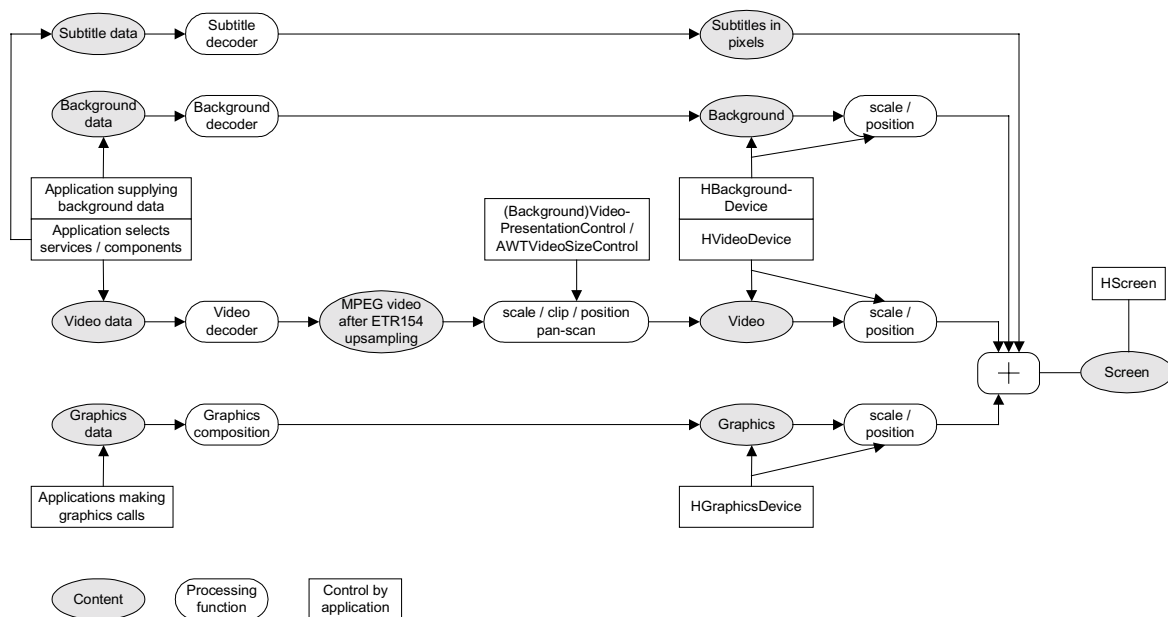 Subtitle data
Subtitle
decoder
Subtitles in
pixels
Background
data
Background
decoder
Background
scale /
position
Application supplying
background data
Application selects
services / components
(Background)Video-
PresentationControl /
AWTVideoSizeControl
HBackground-
Device
HVideoDevice
HScreen
Video data
Video
decoder
MPEG video
after ETR154
upsampling
scale / clip / position
pan-scan
Video
scale /
position
Screen
Graphics
data
Graphics
composition
Graphics
scale /
position
Applications making
graphics calls
HGraphicsDevice
Content
Processing
function
Control by
application